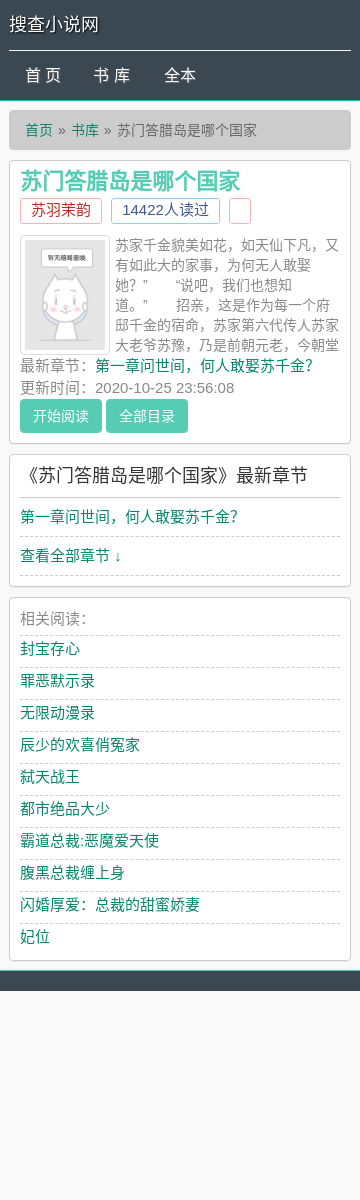 搜查小说网
首 页 书 库 全本
首页 » 书库 » 苏门答腊岛是哪个国家
苏门答腊岛是哪个国家
苏羽茉韵 14422人读过
暂无缩略图哦
苏家千金貌美如花，如天仙下凡，又
有如此大的家事，为何无人敢娶
她？” “说吧，我们也想知
道。” 招亲，这是作为每一个府
邸千金的宿命，苏家第六代传人苏家
大老爷苏豫，乃是前朝元老，今朝堂
最新章节：第一章问世间，何人敢娶苏千金?
更新时间：2020-10-25 23:56:08
开始阅读 全部目录
《苏门答腊岛是哪个国家》最新章节
第一章问世间，何人敢娶苏千金?
查看全部章节 ↓
相关阅读：
封宝存心
罪恶默示录
无限动漫录
辰少的欢喜俏冤家
弑天战王
都市绝品大少
霸道总裁:恶魔爱天使
腹黑总裁缠上身
闪婚厚爱：总裁的甜蜜娇妻
妃位